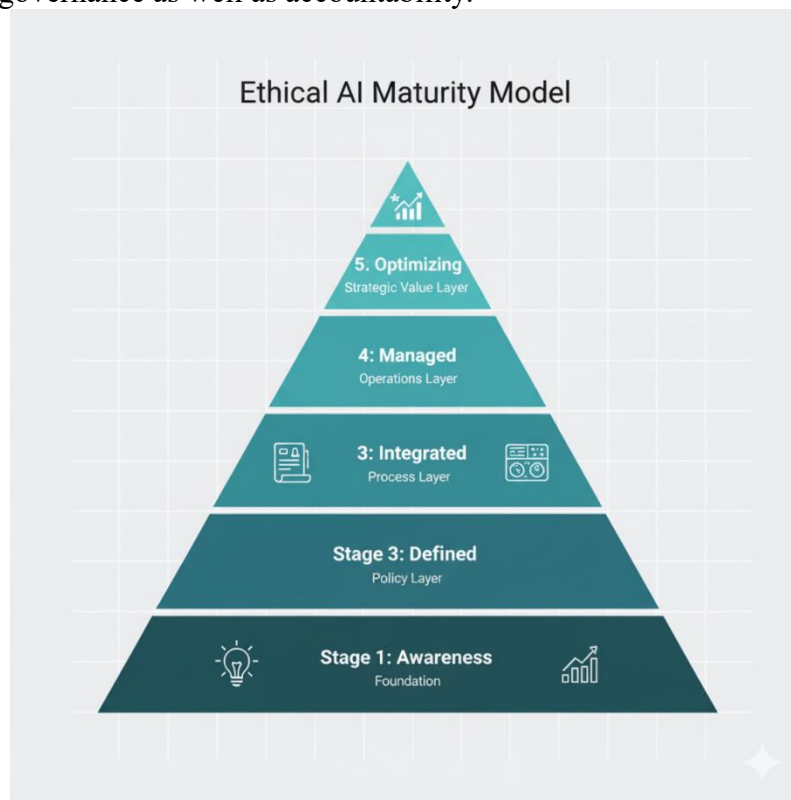 governance as well as accountability.
Ethical AI Maturity Model
5. Optimizing
Strategic Value Layer
4: Managed
Operations Layer
3: Integrated
Process Layer
Stage 3: Defined
Policy Layer
Stage 1: Awareness
Foundation